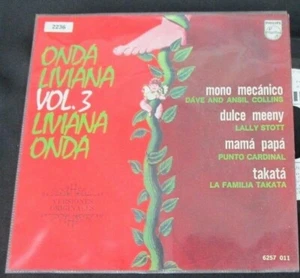 2236
PHILIPS
ONDA
LIVIANA
VOL. 3
LIVIANA
ONDA
mono mecánico
DAVE AND ANSIL COLLINS
dulce meeny
LALLY STOTT
mamá papá
PUNTO CARDINAL
takatá
LA FAMILIA TAKATA
6257 011